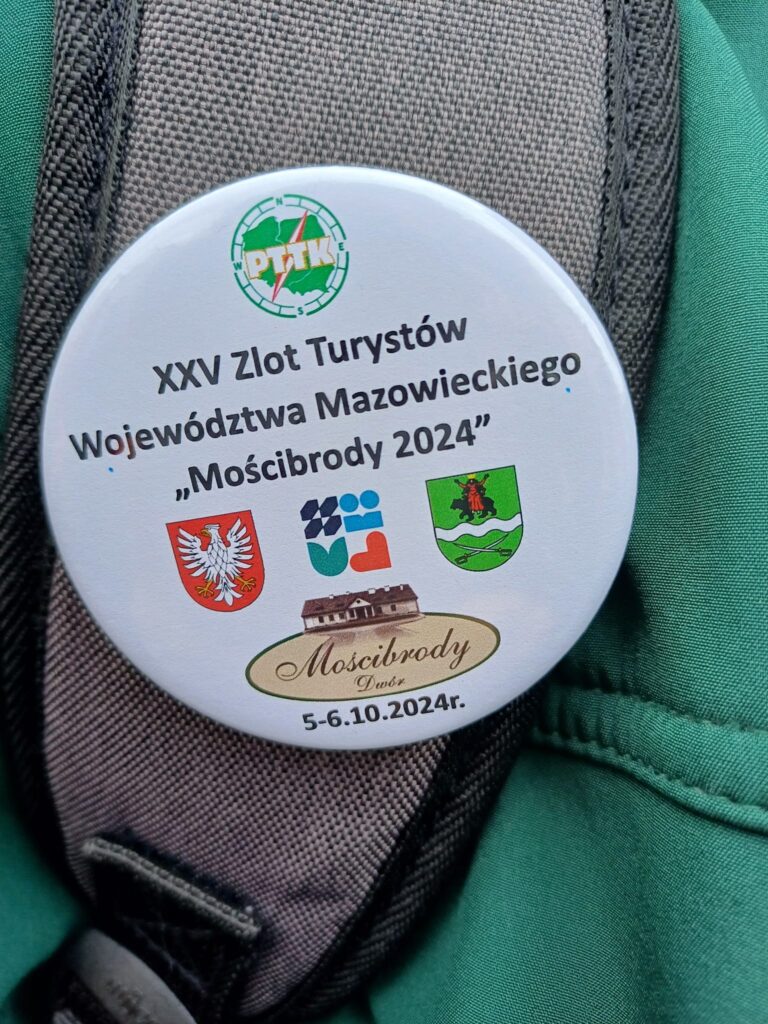 N
W
E
PTTK
S
XXV Zlot Turystów
Województwa Mazowieckiego
„Mościbrody 2024”
Mościbrody
Dwór
5-6.10.2024r.